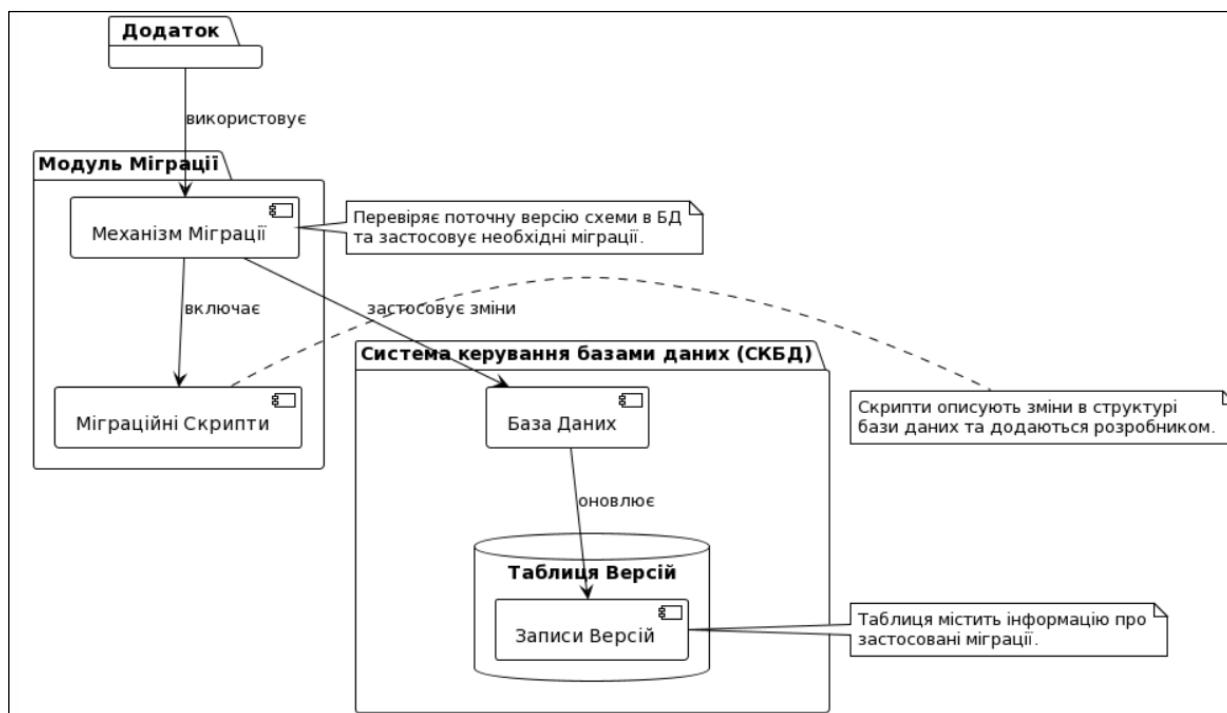 Додаток
використовує
Модуль Міграції
Механізм Міграції
Перевіряє поточну версію схеми в БД
та застосовує необхідні міграції.
включає
застосовує зміни
Система керування базами даних (СКБД)
Міграційні Скрипти
База Даних
Скрипти описують зміни в структурі
бази даних та додаються розробником.
оновлює
Таблиця Версій
Записи Версій
Таблиця містить інформацію про
застосовані міграції.